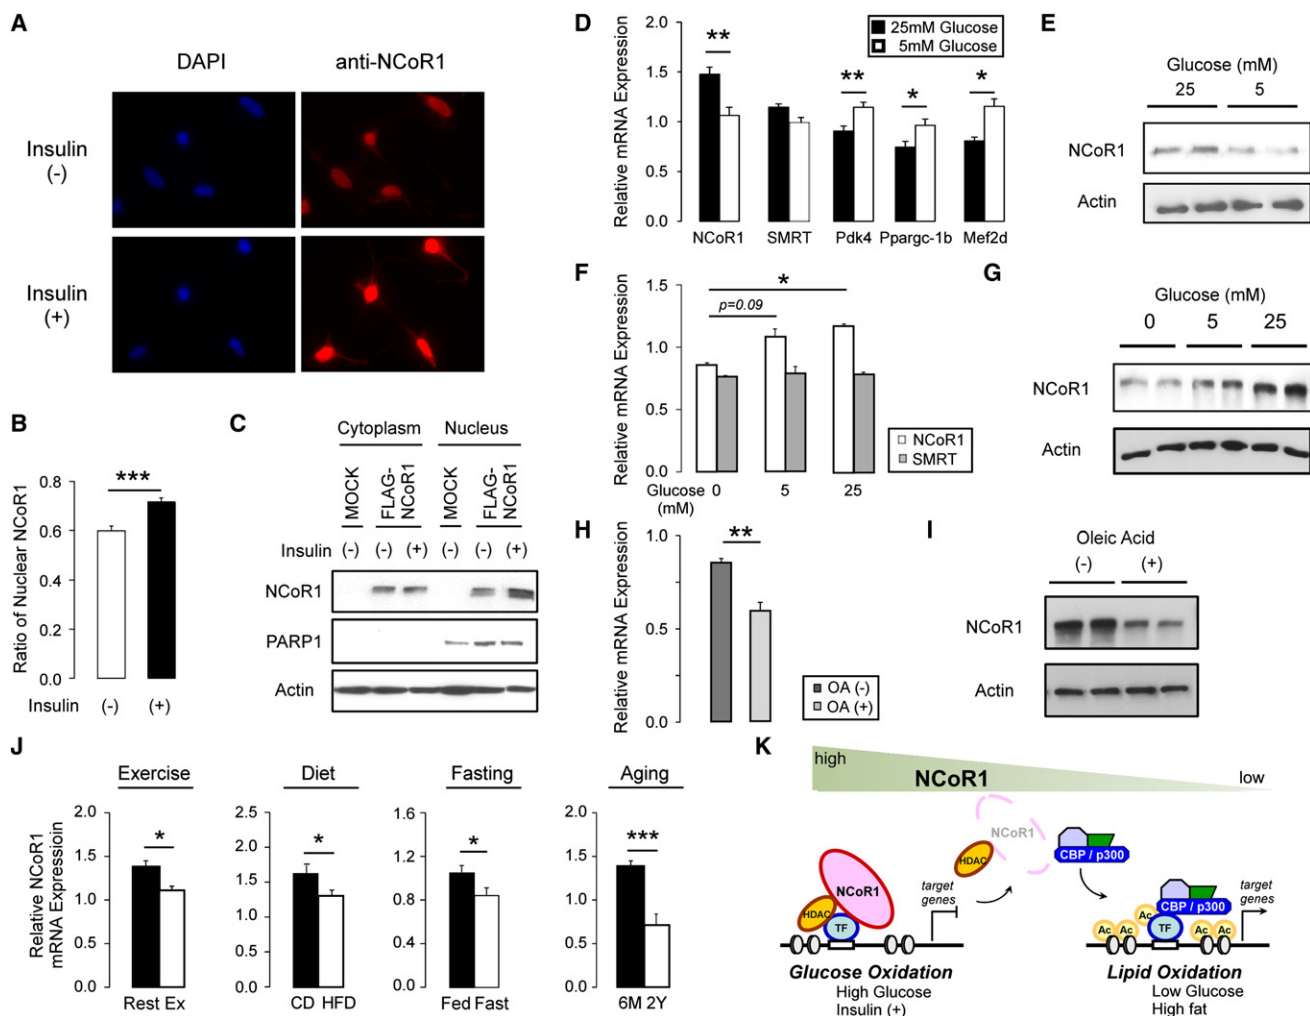 A
DAPI anti-NCoR1
Insulin
(-)
Insulin
(+)
B
Ratio of Nuclear NCoR1
0.8
0.6
0.4
0.2
0.0
***
Insulin (-) (+)
C
Cytoplasm Nucleus
MOCK FLAG-NCoR1 MOCK FLAG-NCoR1
Insulin (-) (-) (+) (-) (-) (+)
NCoR1
PARP1
Actin
D
Relative mRNA Expression
2.0
1.5
1.0
0.5
0.0
25mM Glucose
5mM Glucose
** ** * *
NCoR1 SMRT Pdk4 Ppargc-1b Mef2d
E
Glucose (mM)
25 5
NCoR1
Actin
F
Relative mRNA Expression
1.5
1.0
0.5
0.0
*
p=0.09
NCoR1
SMRT
Glucose 0 5 25
(mM)
G
Glucose (mM)
0 5 25
NCoR1
Actin
H
Relative mRNA Expression
1.0
0.5
0.0
**
OA (-)
OA (+)
I
Oleic Acid
(-) (+)
NCoR1
Actin
J
Relative NCoR1
mRNA Expressioin
Exercise
2.0
1.5
1.0
0.5
0.0
*
Rest Ex
Diet
2.5
2.0
1.5
1.0
0.5
0.0
*
CD HFD
Fasting
1.6
1.2
0.8
0.4
0.0
*
Fed Fast
Aging
2.0
1.5
1.0
0.5
0.0
***
6M 2Y
K
high
NCoR1
low
NCoR1
HDAC
CBP / p300
NCoR1
HDAC
TF
target
genes
Glucose Oxidation
High Glucose
Insulin (+)
CBP / p300
Ac Ac Ac Ac Ac
TF
target
genes
Lipid Oxidation
Low Glucose
High fat